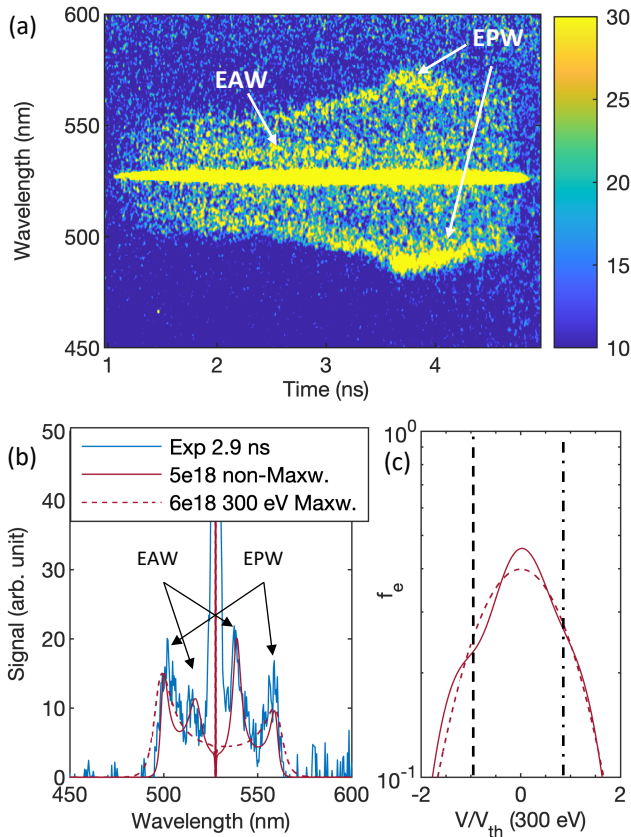 (a)
600
550
500
450
Wavelength (nm)
EAW
EPW
1
2
3
4
Time (ns)
30
25
20
15
10
(b)
50
40
30
20
10
0
Signal (arb. unit)
Exp 2.9 ns
5e18 non-Maxw.
6e18 300 eV Maxw.
EAW
EPW
450
500
550
600
Wavelength (nm)
(c)
10^0
10^-1
f_e
-2
0
2
V/V_th (300 eV)